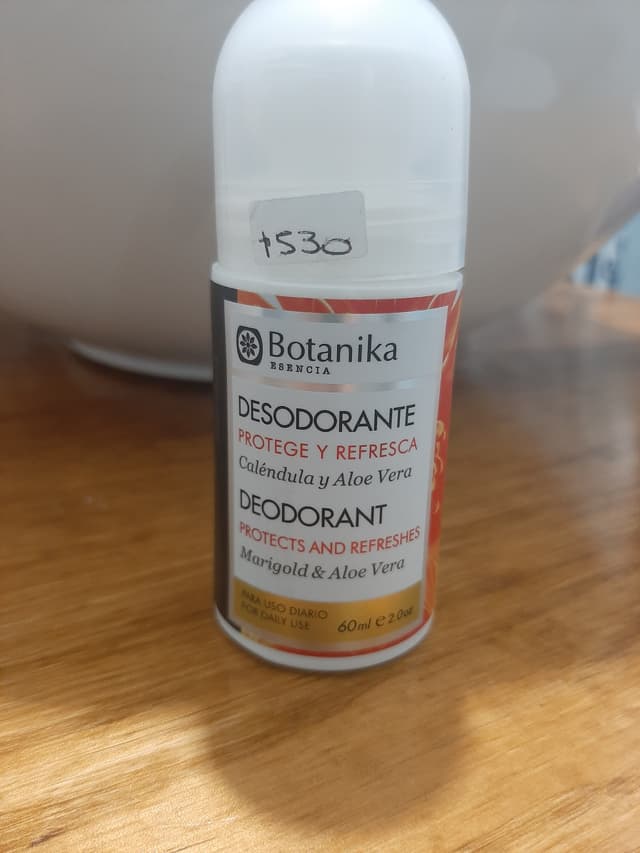 $530
Botanika
ESENCIA
DESODORANTE
PROTEGE Y REFRESCA
Caléndula y Aloe Vera
DEODORANT
PROTECTS AND REFRESHES
Marigold & Aloe Vera
PARA USO DIARIO
FOR DAILY USE
60ml e 2.0oz